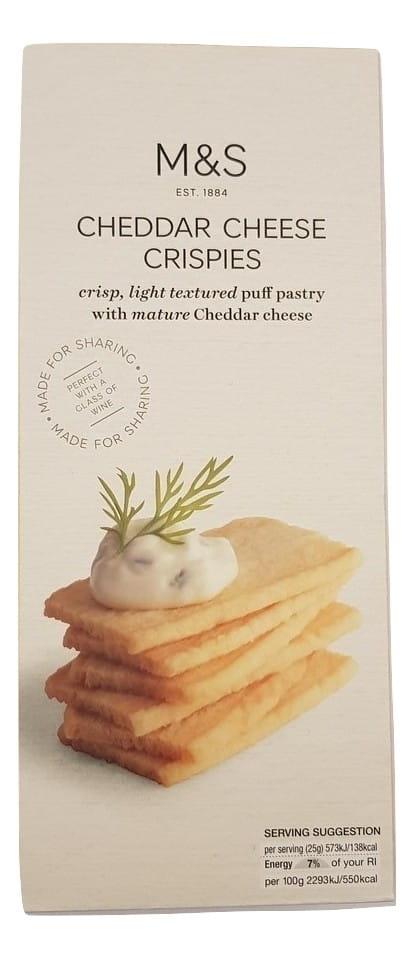 M&S
EST. 1884
CHEDDAR CHEESE
CRISPIES
crisp, light textured puff pastry
with mature Cheddar cheese
MADE FOR SHARING • MADE FOR SHARING •
PERFECT
WITH A
GLASS OF
WINE
SERVING SUGGESTION
per serving (25g) 573kJ/138kcal
Energy 7% of your RI
per 100g 2293kJ/550kcal